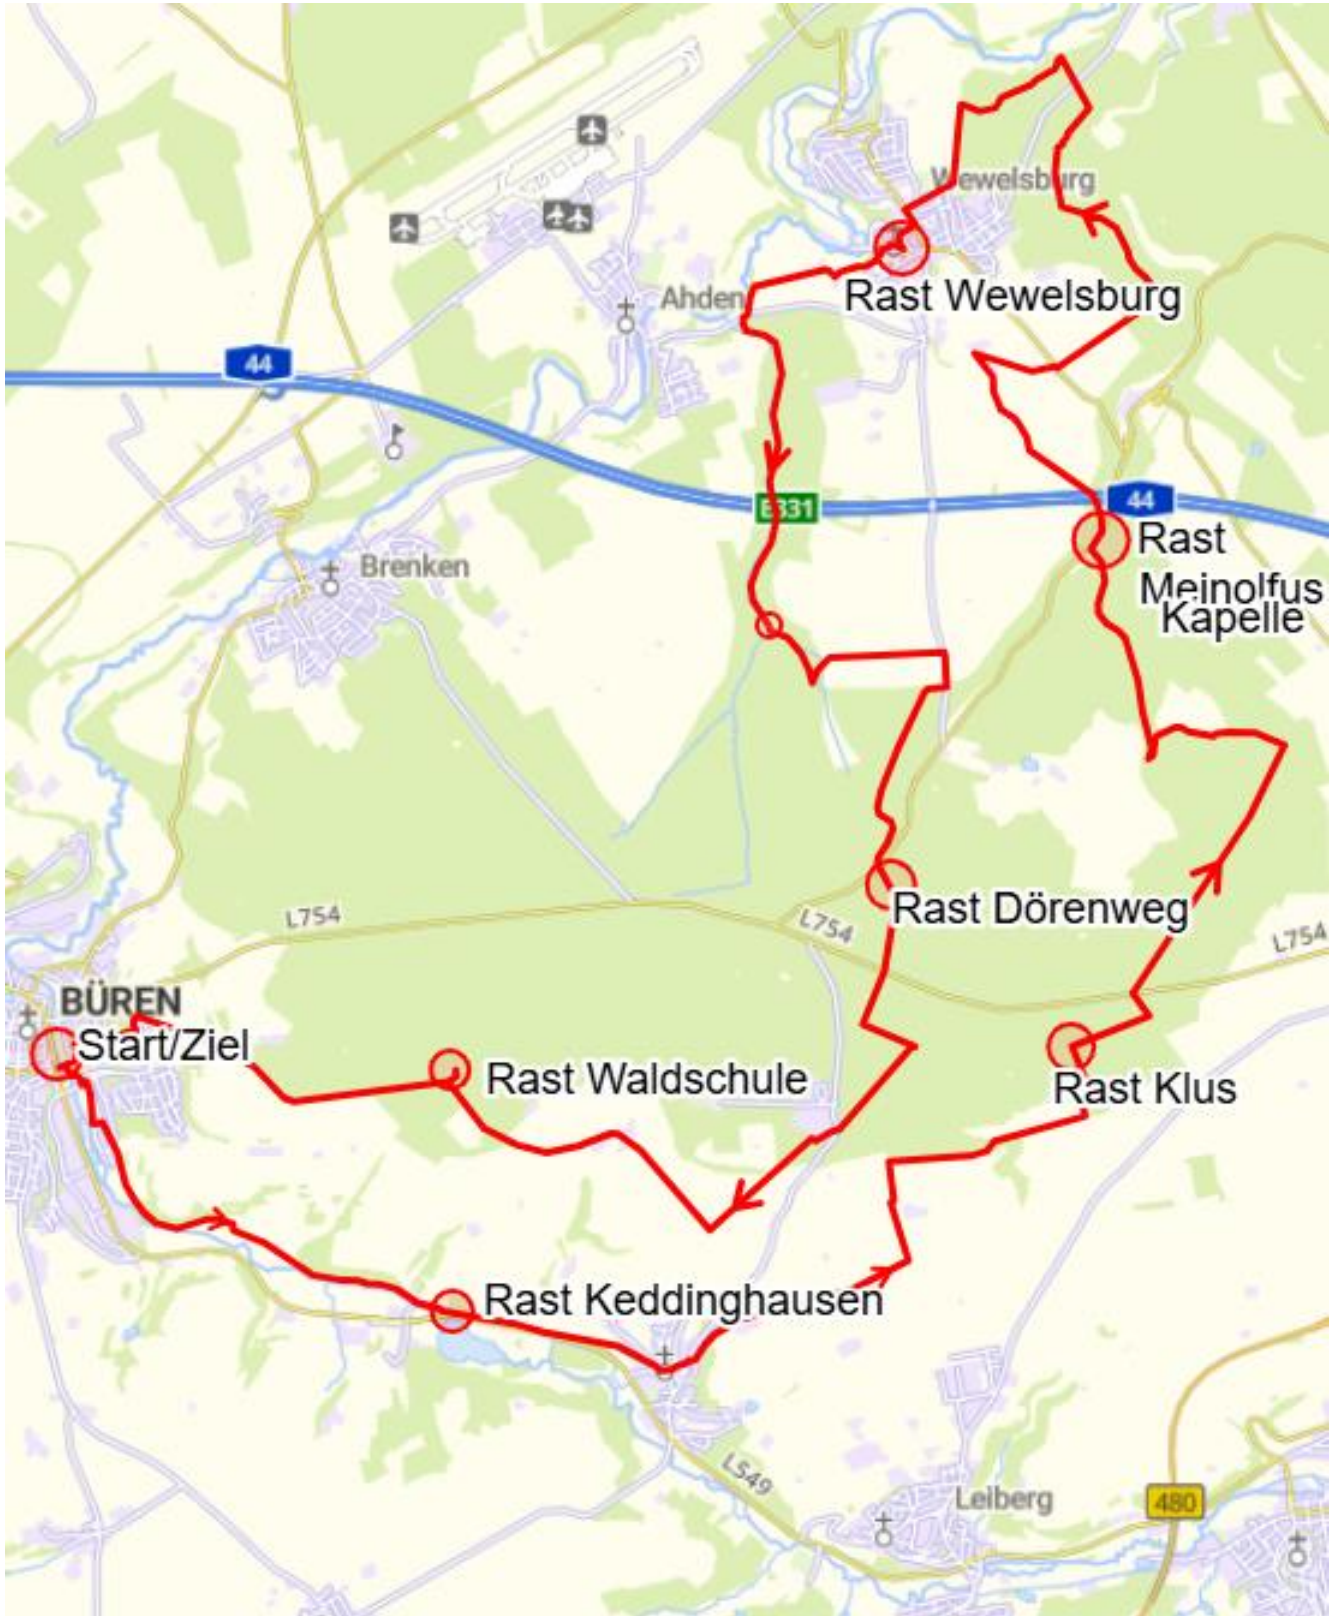 Wewelsburg
Rast Wewelsburg
Ahden
44
44
E331
Rast
Meinolfus
Kapelle
Brenken
L754
Rast Dörenweg
L754
L754
BÜREN
Start/Ziel
Rast Waldschule
Rast Klus
Rast Keddinghausen
L549
Leiberg
480